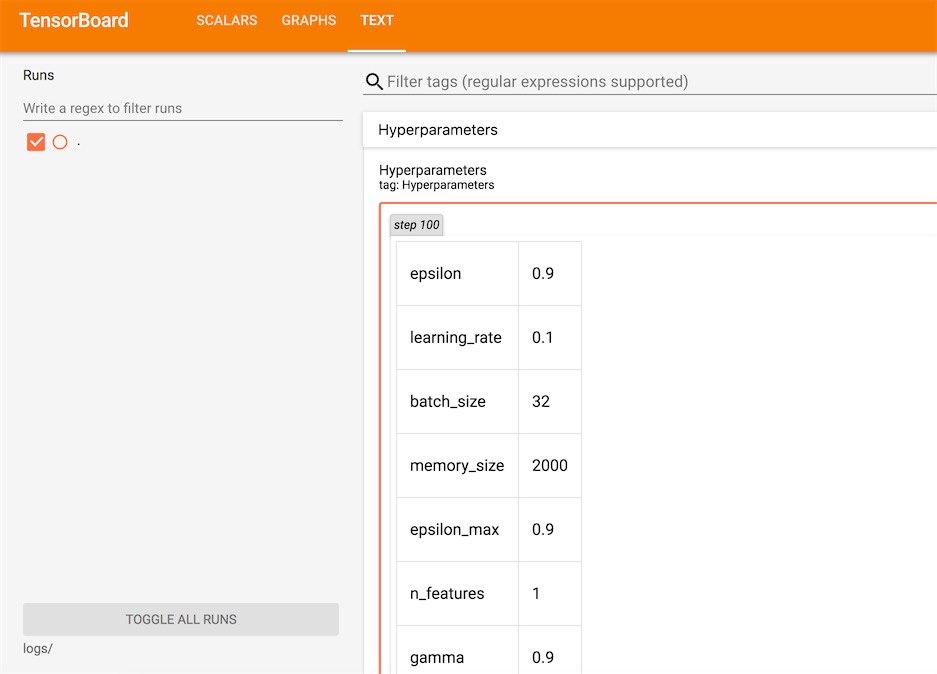 TensorBoard SCALARS GRAPHS TEXT
Runs
Write a regex to filter runs
.
TOGGLE ALL RUNS
logs/
Filter tags (regular expressions supported)
Hyperparameters
Hyperparameters
tag: Hyperparameters
step 100
epsilon 0.9
learning_rate 0.1
batch_size 32
memory_size 2000
epsilon_max 0.9
n_features 1
gamma 0.9